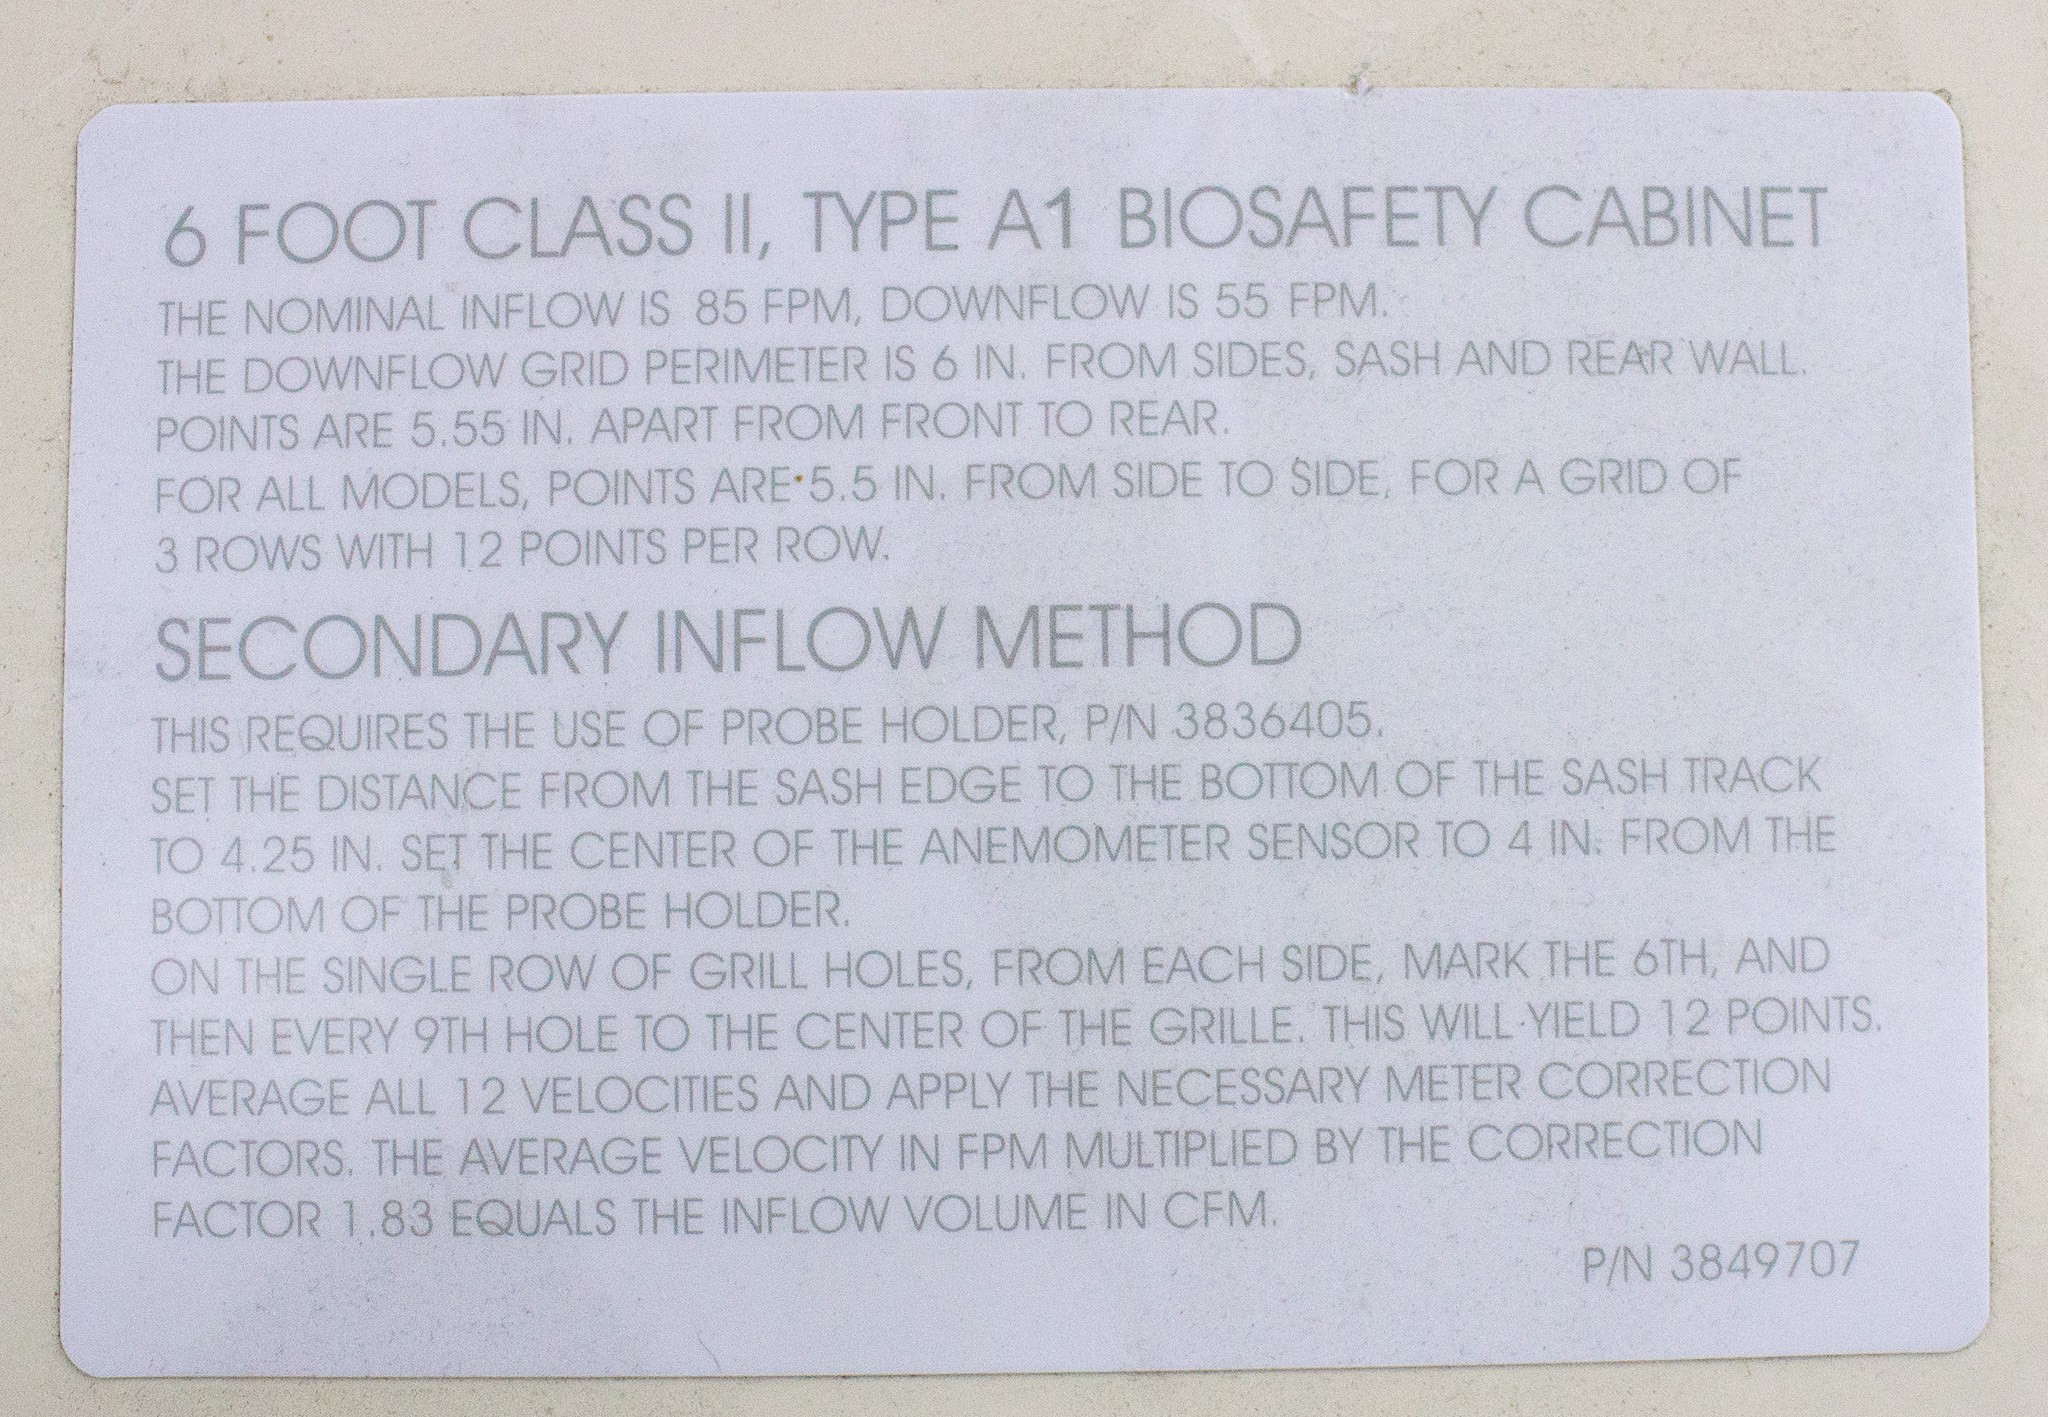 6 FOOT CLASS II, TYPE A1 BIOSAFETY CABINET
THE NOMINAL INFLOW IS 85 FPM, DOWNFLOW IS 55 FPM.
THE DOWNFLOW GRID PERIMETER IS 6 IN. FROM SIDES, SASH AND REAR WALL.
POINTS ARE 5.55 IN. APART FROM FRONT TO REAR.
FOR ALL MODELS, POINTS ARE 5.5 IN. FROM SIDE TO SIDE, FOR A GRID OF
3 ROWS WITH 12 POINTS PER ROW.
SECONDARY INFLOW METHOD
THIS REQUIRES THE USE OF PROBE HOLDER, P/N 3836405.
SET THE DISTANCE FROM THE SASH EDGE TO THE BOTTOM OF THE SASH TRACK
TO 4.25 IN. SET THE CENTER OF THE ANEMOMETER SENSOR TO 4 IN. FROM THE
BOTTOM OF THE PROBE HOLDER.
ON THE SINGLE ROW OF GRILL HOLES, FROM EACH SIDE, MARK THE 6TH, AND
THEN EVERY 9TH HOLE TO THE CENTER OF THE GRILLE. THIS WILL YIELD 12 POINTS.
AVERAGE ALL 12 VELOCITIES AND APPLY THE NECESSARY METER CORRECTION
FACTORS. THE AVERAGE VELOCITY IN FPM MULTIPLIED BY THE CORRECTION
FACTOR 1.83 EQUALS THE INFLOW VOLUME IN CFM.
P/N 3849707